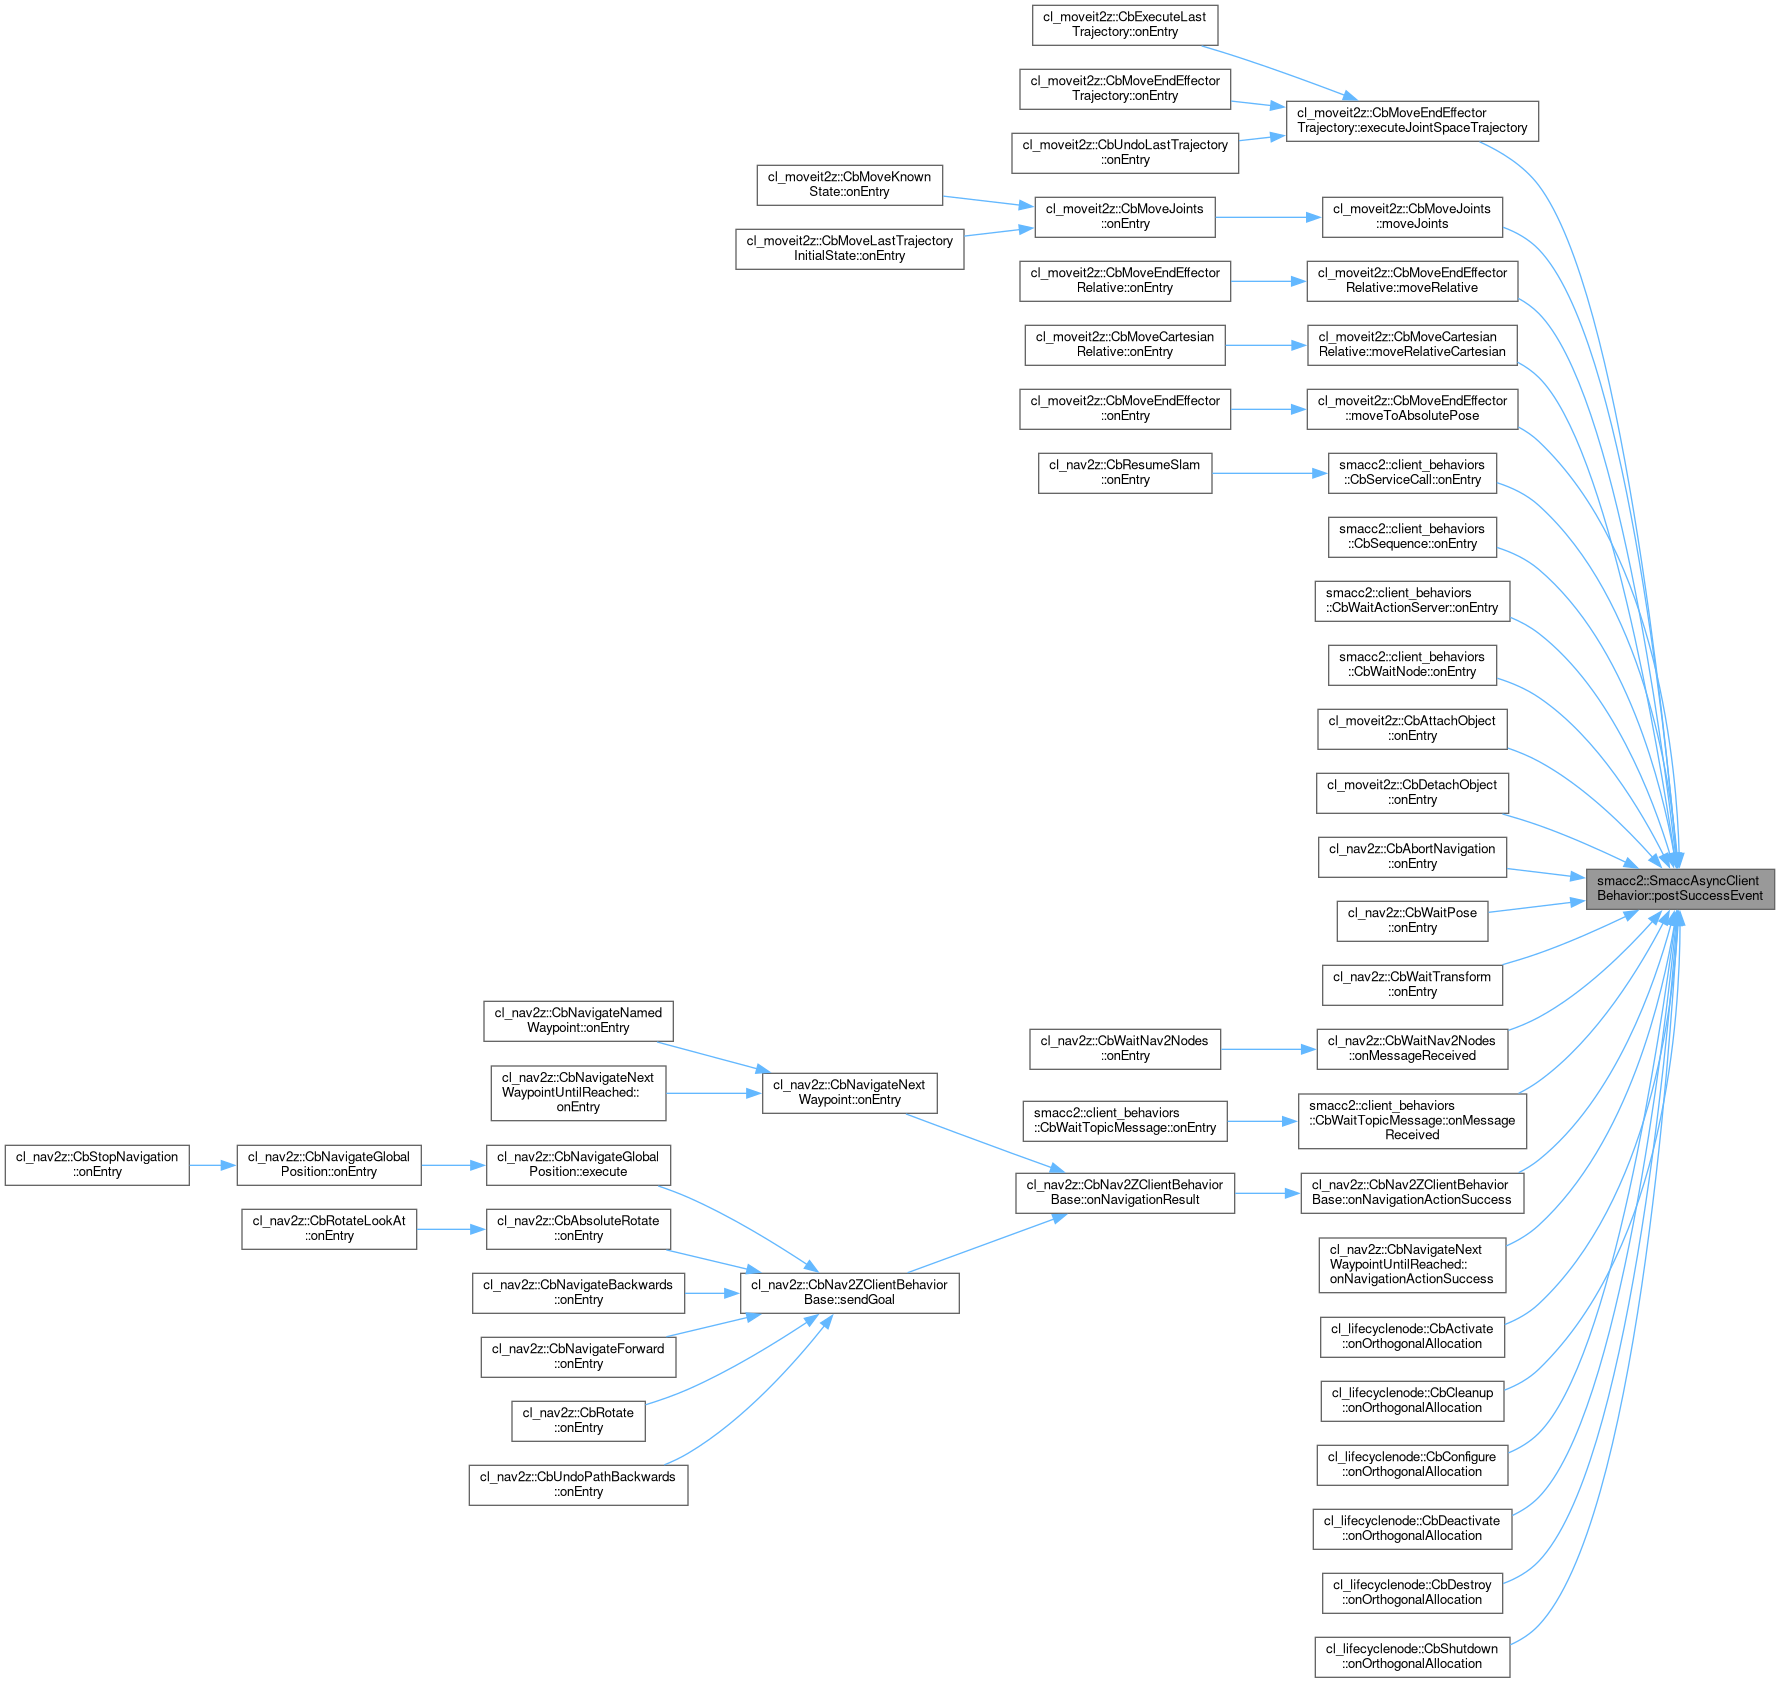 cl_moveit2z::CbExecuteLast
Trajectory::onEntry
cl_moveit2z::CbMoveEndEffector
Trajectory::onEntry
cl_moveit2z::CbMoveEndEffector
Trajectory::executeJointSpaceTrajectory
cl_moveit2z::CbUndoLastTrajectory
::onEntry
cl_moveit2z::CbMoveKnown
State::onEntry
cl_moveit2z::CbMoveJoints
::onEntry
cl_moveit2z::CbMoveJoints
::moveJoints
cl_moveit2z::CbMoveLastTrajectory
InitialState::onEntry
cl_moveit2z::CbMoveEndEffector
Relative::onEntry
cl_moveit2z::CbMoveEndEffector
Relative::moveRelative
cl_moveit2z::CbMoveCartesian
Relative::onEntry
cl_moveit2z::CbMoveCartesian
Relative::moveRelativeCartesian
cl_moveit2z::CbMoveEndEffector
::onEntry
cl_moveit2z::CbMoveEndEffector
::moveToAbsolutePose
cl_nav2z::CbResumeSlam
::onEntry
smacc2::client_behaviors
::CbServiceCall::onEntry
smacc2::client_behaviors
::CbSequence::onEntry
smacc2::client_behaviors
::CbWaitActionServer::onEntry
smacc2::client_behaviors
::CbWaitNode::onEntry
cl_moveit2z::CbAttachObject
::onEntry
cl_moveit2z::CbDetachObject
::onEntry
cl_nav2z::CbAbortNavigation
::onEntry
smacc2::SmaccAsyncClient
Behavior::postSuccessEvent
cl_nav2z::CbWaitPose
::onEntry
cl_nav2z::CbWaitTransform
::onEntry
cl_nav2z::CbNavigateNamed
Waypoint::onEntry
cl_nav2z::CbWaitNav2Nodes
::onEntry
cl_nav2z::CbWaitNav2Nodes
::onMessageReceived
cl_nav2z::CbNavigateNext
WaypointUntilReached::
onEntry
cl_nav2z::CbNavigateNext
Waypoint::onEntry
smacc2::client_behaviors
::CbWaitTopicMessage::onEntry
smacc2::client_behaviors
::CbWaitTopicMessage::onMessage
Received
cl_nav2z::CbStopNavigation
::onEntry
cl_nav2z::CbNavigateGlobal
Position::onEntry
cl_nav2z::CbNavigateGlobal
Position::execute
cl_nav2z::CbNav2ZClientBehavior
Base::onNavigationResult
cl_nav2z::CbNav2ZClientBehavior
Base::onNavigationActionSuccess
cl_nav2z::CbRotateLookAt
::onEntry
cl_nav2z::CbAbsoluteRotate
::onEntry
cl_nav2z::CbNavigateNext
WaypointUntilReached::
onNavigationActionSuccess
cl_nav2z::CbNavigateBackwards
::onEntry
cl_nav2z::CbNav2ZClientBehavior
Base::sendGoal
cl_lifecyclenode::CbActivate
::onOrthogonalAllocation
cl_nav2z::CbNavigateForward
::onEntry
cl_lifecyclenode::CbCleanup
::onOrthogonalAllocation
cl_nav2z::CbRotate
::onEntry
cl_lifecyclenode::CbConfigure
::onOrthogonalAllocation
cl_nav2z::CbUndoPathBackwards
::onEntry
cl_lifecyclenode::CbDeactivate
::onOrthogonalAllocation
cl_lifecyclenode::CbDestroy
::onOrthogonalAllocation
cl_lifecyclenode::CbShutdown
::onOrthogonalAllocation